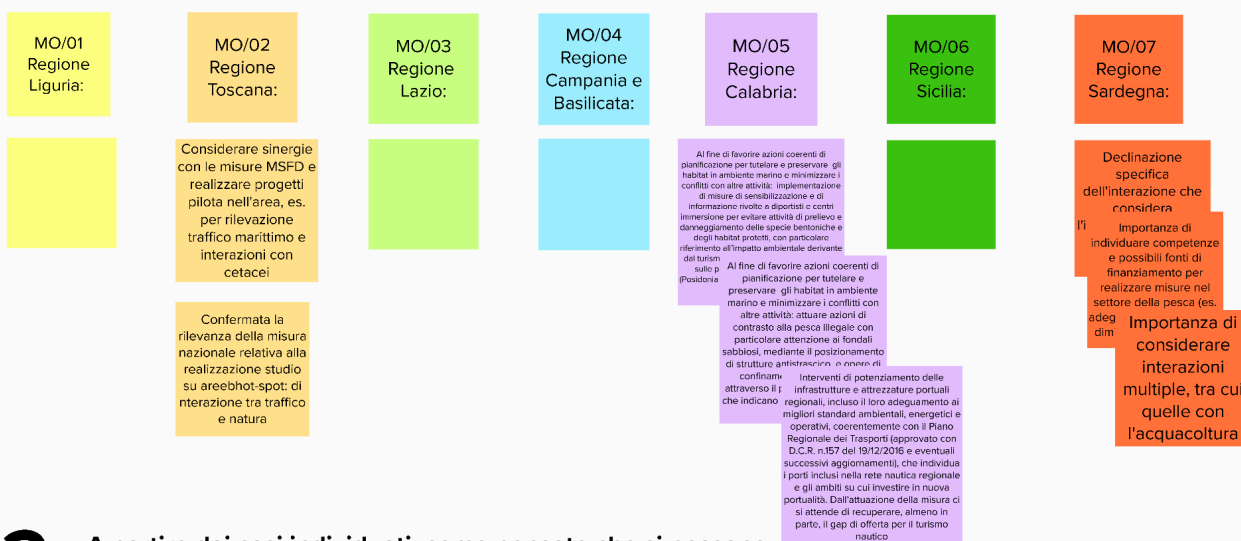 MO/01
Regione
Liguria:
MO/02
Regione
Toscana:
MO/03
Regione
Lazio:
MO/04
Regione
Campania e
Basilicata:
MO/05
Regione
Calabria:
MO/06
Regione
Sicilia:
MO/07
Regione
Sardegna:
Considerare sinergie
con le misure MSFD e
realizzare progetti
pilota nell'area, es.
per rilevazione
traffico marittimo e
interazioni con
cetacei
Confermata la
rilevanza della misura
nazionale relativa alla
realizzazione studio
su areebhot-spot: di
nterazione tra traffico
e natura
Al fine di favorire azioni coerenti di
pianificazione per tutelare e preservare gli
habitat in ambiente marino e minimizzare i
conflitti con altre attività: implementazione
di misure di sensibilizzazione e di
informazione rivolte a diportisti e centri
immersione per evitare attività di prelievo e
danneggiamento delle specie bentoniche e
degli habitat protetti, con particolare
riferimento all'impatto ambientale derivante
dal turism
sulle p
(Posidonia
Al fine di favorire azioni coerenti di
pianificazione per tutelare e
preservare gli habitat in ambiente
marino e minimizzare i conflitti con
altre attività: attuare azioni di
contrasto alla pesca illegale con
particolare attenzione ai fondali
sabbiosi, mediante il posizionamento
di strutture antistrascico, e opere di
confiname
attraverso il p
che indicano
Interventi di potenziamento delle
infrastrutture e attrezzature portuali
regionali, incluso il loro adeguamento ai
migliori standard ambientali, energetici e
operativi, coerentemente con il Piano
Regionale dei Trasporti (approvato con
D.C.R. n.157 del 19/12/2016 e eventuali
successivi aggiornamenti), che individua
i porti inclusi nella rete nautica regionale
e gli ambiti su cui investire in nuova
portualità. Dall'attuazione della misura ci
si attende di recuperare, almeno in
parte, il gap di offerta per il turismo
nautico
Declinazione
specifica
dell'interazione che
considera
l'i
Importanza di
individuare competenze
e possibili fonti di
finanziamento per
realizzare misure nel
settore della pesca (es.
adeg
dim
Importanza di
considerare
interazioni
multiple, tra cui
quelle con
l'acquacoltura